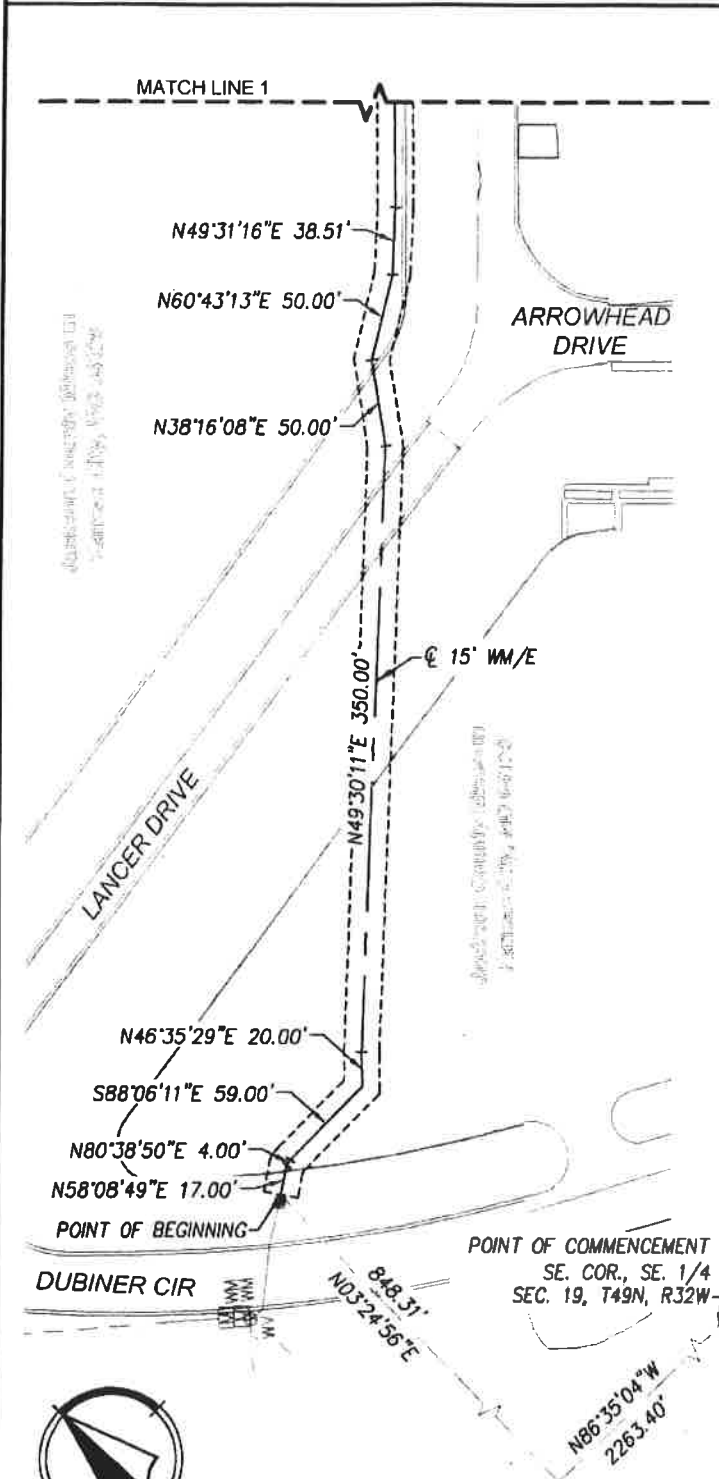 MATCH LINE 1
N49°31'16"E 38.51'
N60°43'13"E 50.00'
ARROWHEAD
DRIVE
N38°16'08"E 50.00'
℄ 15' WM/E
N49°30'11"E 350.00'
LANCER DRIVE
N46°35'29"E 20.00'
S88°06'11"E 59.00'
N80°38'50"E 4.00'
N58°08'49"E 17.00'
POINT OF BEGINNING
POINT OF COMMENCEMENT
SE. COR., SE. 1/4
SEC. 19, T49N, R32W
DUBINER CIR
848.31'
N03°24'56"E
WM
WM
WM
N86°35'04"W
2263.40'